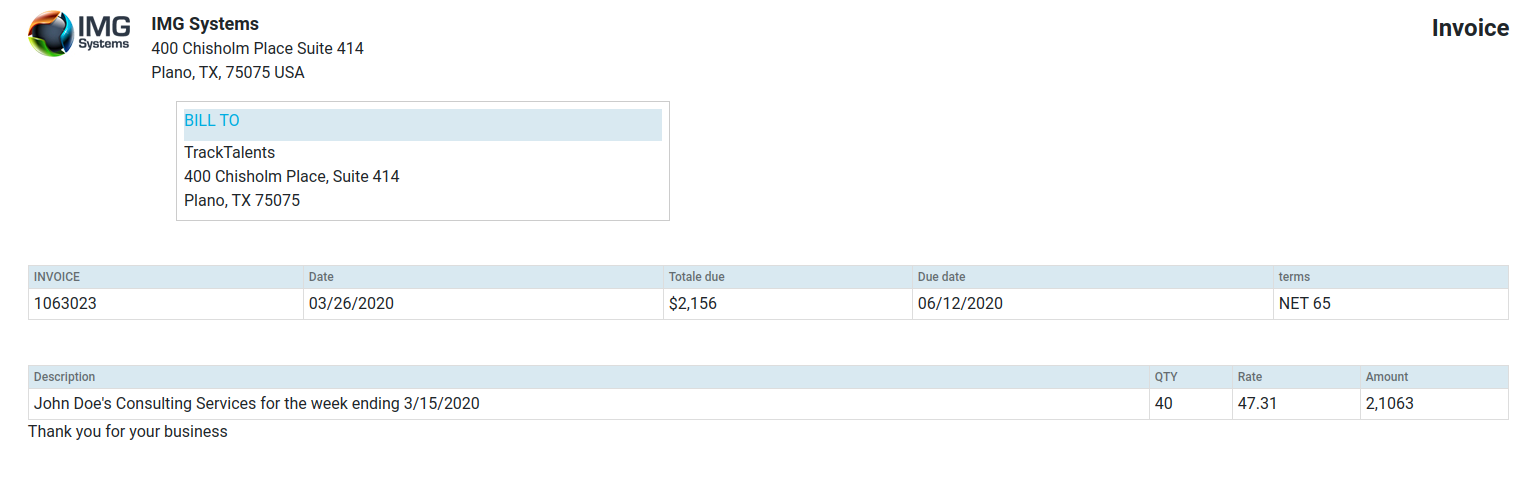 IMG
Systems
IMG Systems
400 Chisholm Place Suite 414
Plano, TX, 75075 USA
Invoice
BILL TO
TrackTalents
400 Chisholm Place, Suite 414
Plano, TX 75075
INVOICE Date Totale due Due date terms
1063023 03/26/2020 $2,156 06/12/2020 NET 65
Description QTY Rate Amount
John Doe's Consulting Services for the week ending 3/15/2020 40 47.31 2,1063
Thank you for your business